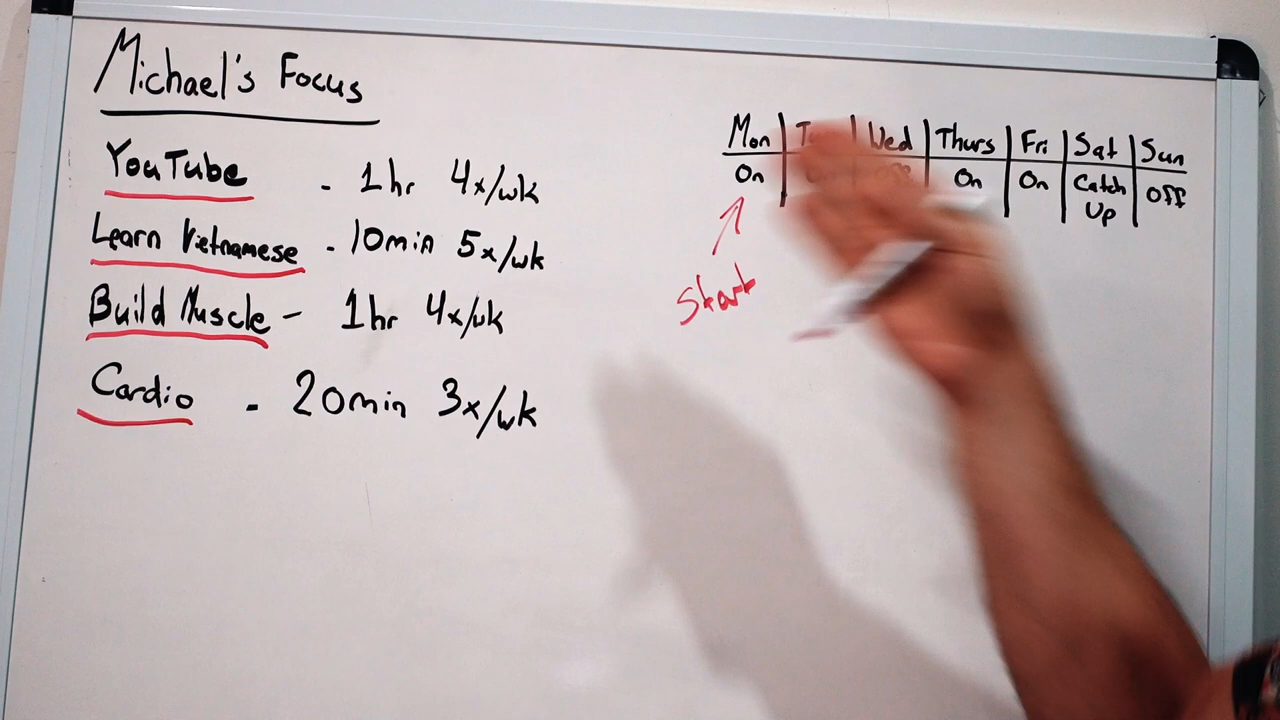 Michael's Focus
YouTube - 1hr 4x/wk
Learn Vietnamese - 10min 5x/wk
Build Muscle - 1hr 4x/wk
Cardio - 20min 3x/wk
Mon Wed Thurs Fri Sat Sun
On On On Catch Up Off
Start